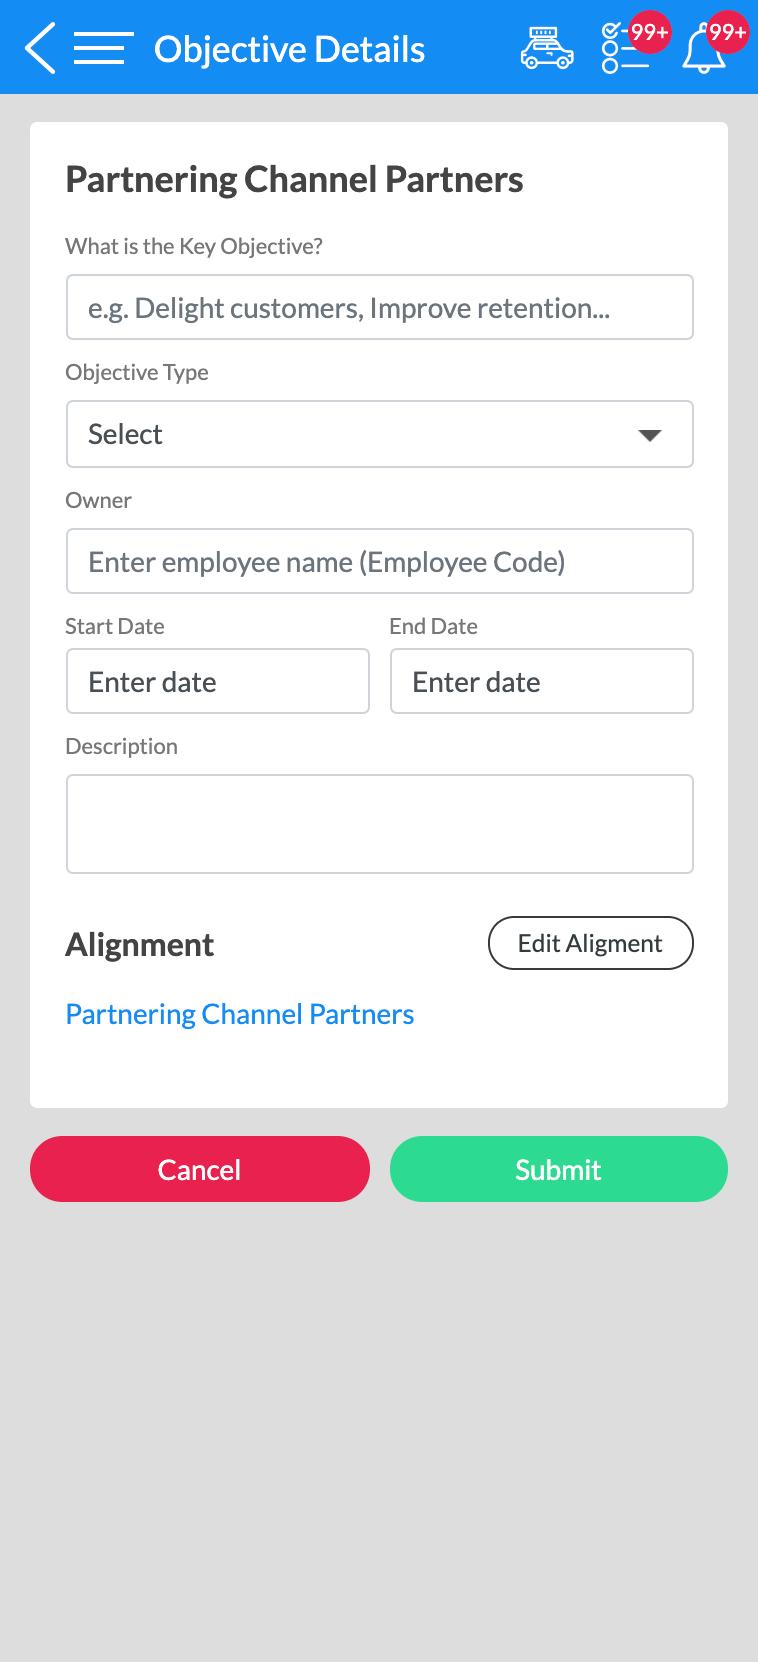 Objective Details
99+
99+
Partnering Channel Partners
What is the Key Objective?
e.g. Delight customers, Improve retention...
Objective Type
Select
Owner
Enter employee name (Employee Code)
Start Date
End Date
Enter date
Enter date
Description
Alignment
Edit Aligment
Partnering Channel Partners
Cancel
Submit